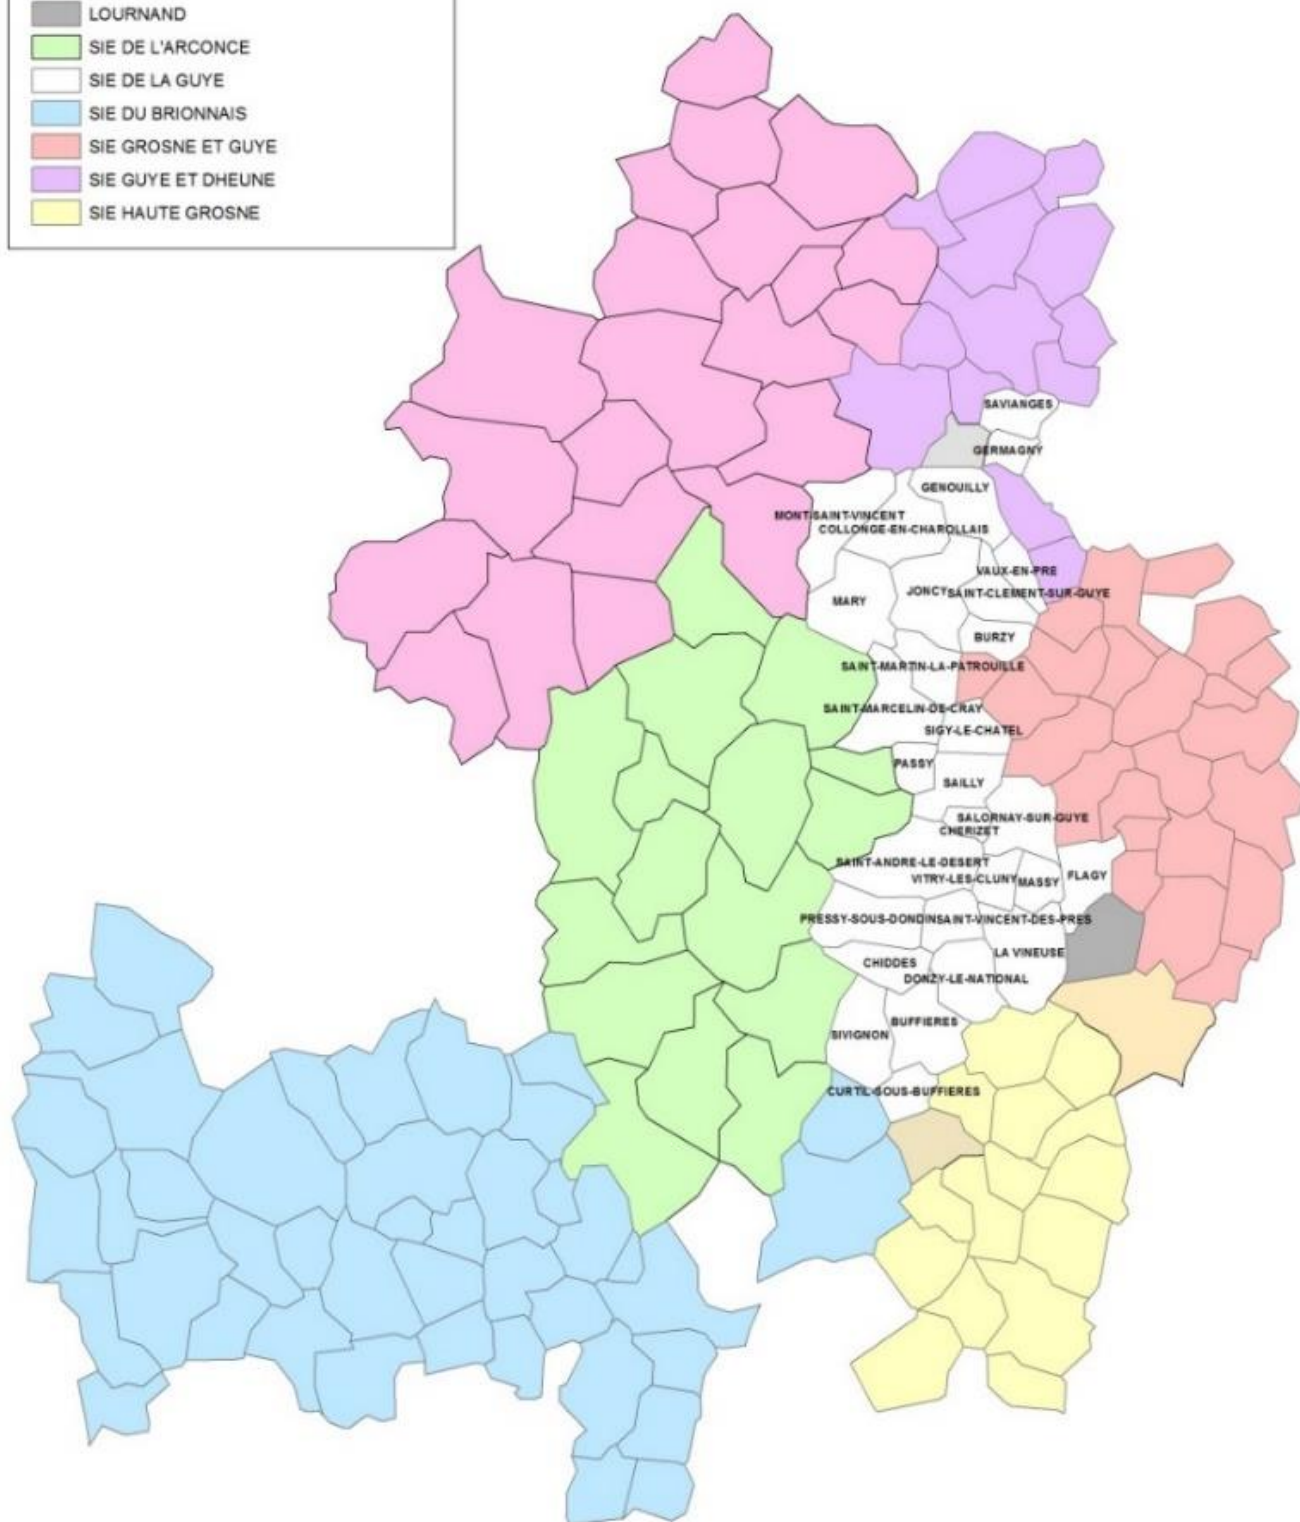 LOURNAND
SIE DE L'ARCONCE
SIE DE LA GUYE
SIE DU BRIONNAIS
SIE GROSNE ET GUYE
SIE GUYE ET DHEUNE
SIE HAUTE GROSNE
SAVIANGES
GERMAGNY
GENOUILLY
MONT-SAINT-VINCENT
COLLONGE-EN-CHAROLLAIS
VAUX-EN-PRE
JONCY
SAINT-CLEMENT-SUR-GUYE
MARY
BURZY
SAINT-MARTIN-LA-PATROUILLE
SAINT-MARCELIN-DE-CRAY
SIGY-LE-CHATEL
PASSY
SAILLY
SALORNAY-SUR-GUYE
CHERIZET
SAINT-ANDRE-LE-DESERT
VITRY-LES-CLUNY
MASSY
FLAGY
PRESSY-SOUS-DONDIN
SAINT-VINCENT-DES-PRES
LA VINEUSE
CHIDDES
DONZY-LE-NATIONAL
BUFFIERES
SIVIGNON
CURTIL-SOUS-BUFFIERES